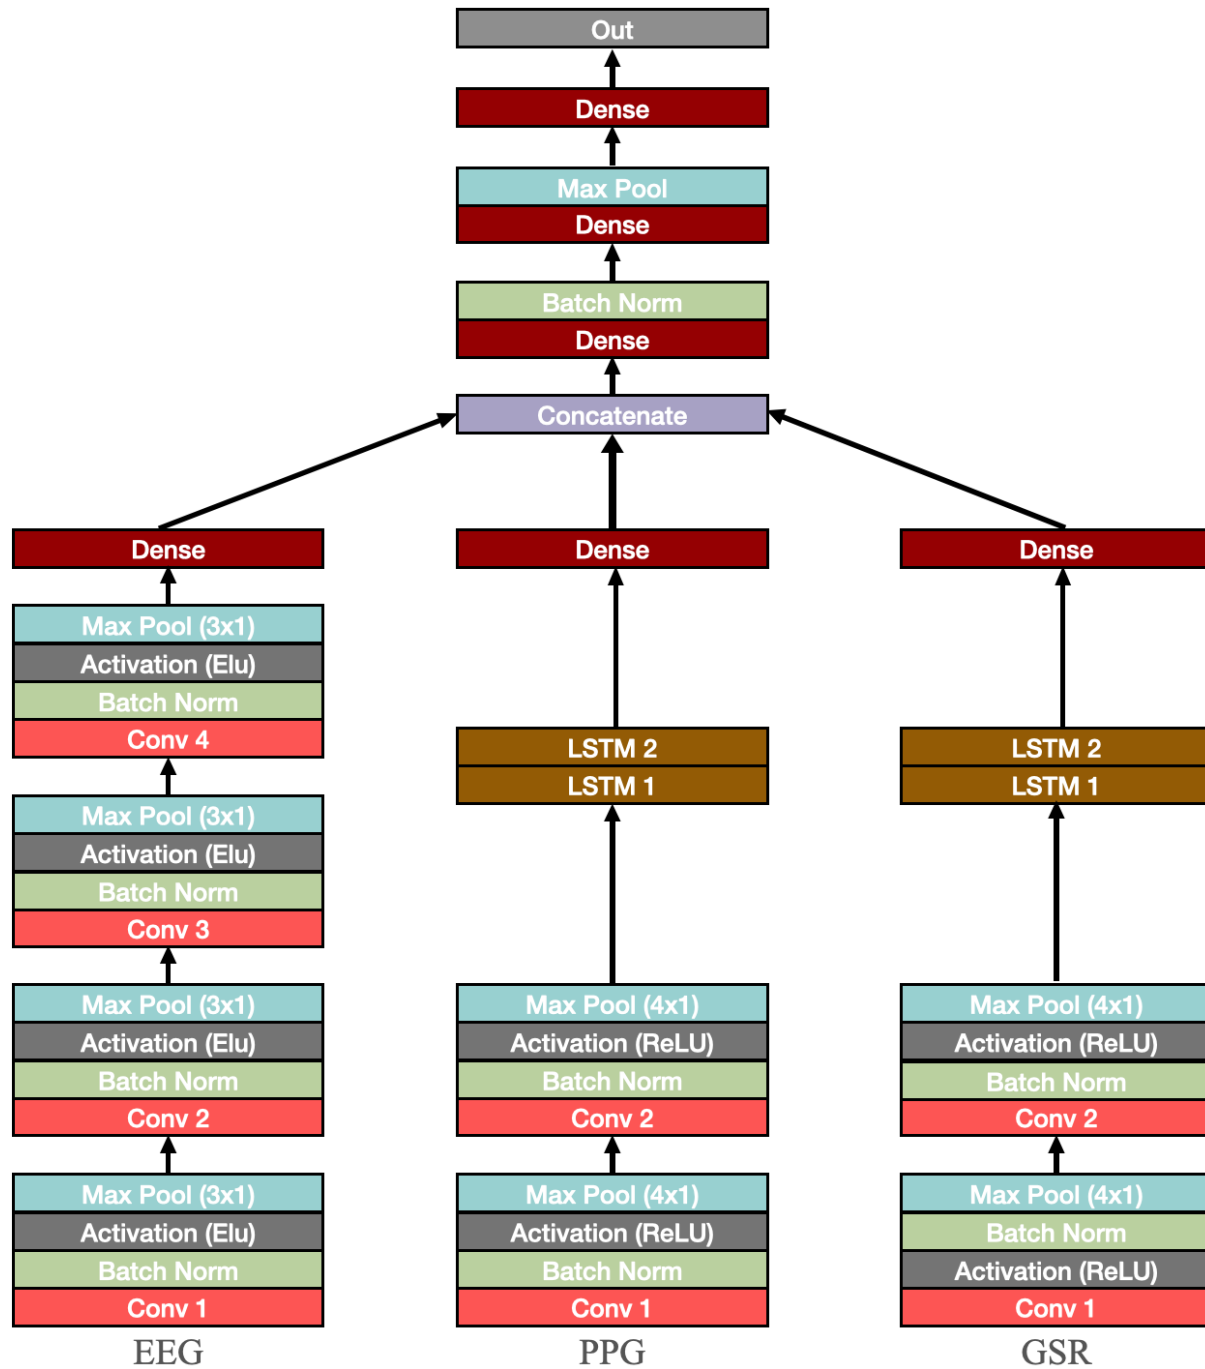 Out
Dense
Max Pool
Dense
Batch Norm
Dense
Concatenate
Dense
Max Pool (3x1)
Activation (Elu)
Batch Norm
Conv 4
Max Pool (3x1)
Activation (Elu)
Batch Norm
Conv 3
Max Pool (3x1)
Activation (Elu)
Batch Norm
Conv 2
Max Pool (3x1)
Activation (Elu)
Batch Norm
Conv 1
EEG
Dense
LSTM 2
LSTM 1
Max Pool (4x1)
Activation (ReLU)
Batch Norm
Conv 2
Max Pool (4x1)
Activation (ReLU)
Batch Norm
Conv 1
PPG
Dense
LSTM 2
LSTM 1
Max Pool (4x1)
Activation (ReLU)
Batch Norm
Conv 2
Max Pool (4x1)
Batch Norm
Activation (ReLU)
Conv 1
GSR